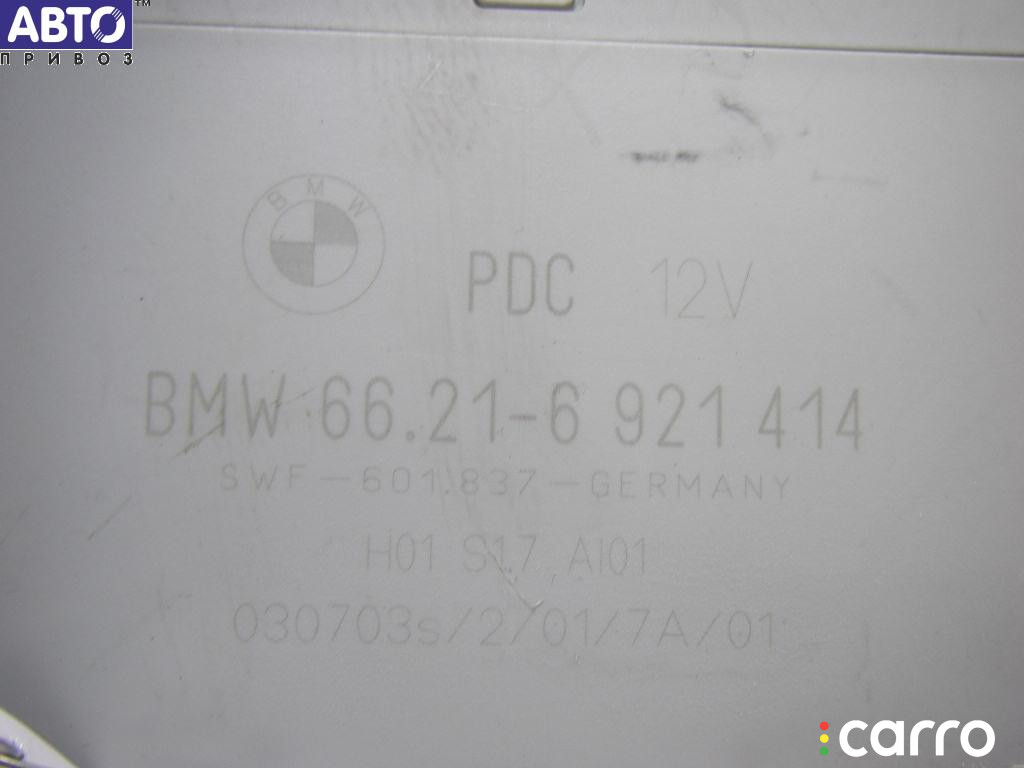 АВТО™
ПРИВОЗ
BMW
PDC 12V
BMW 66.21-6 921 414
SWF-601.837-GERMANY
H01 S17 AI01
030703s/2/01/7A/01
carro